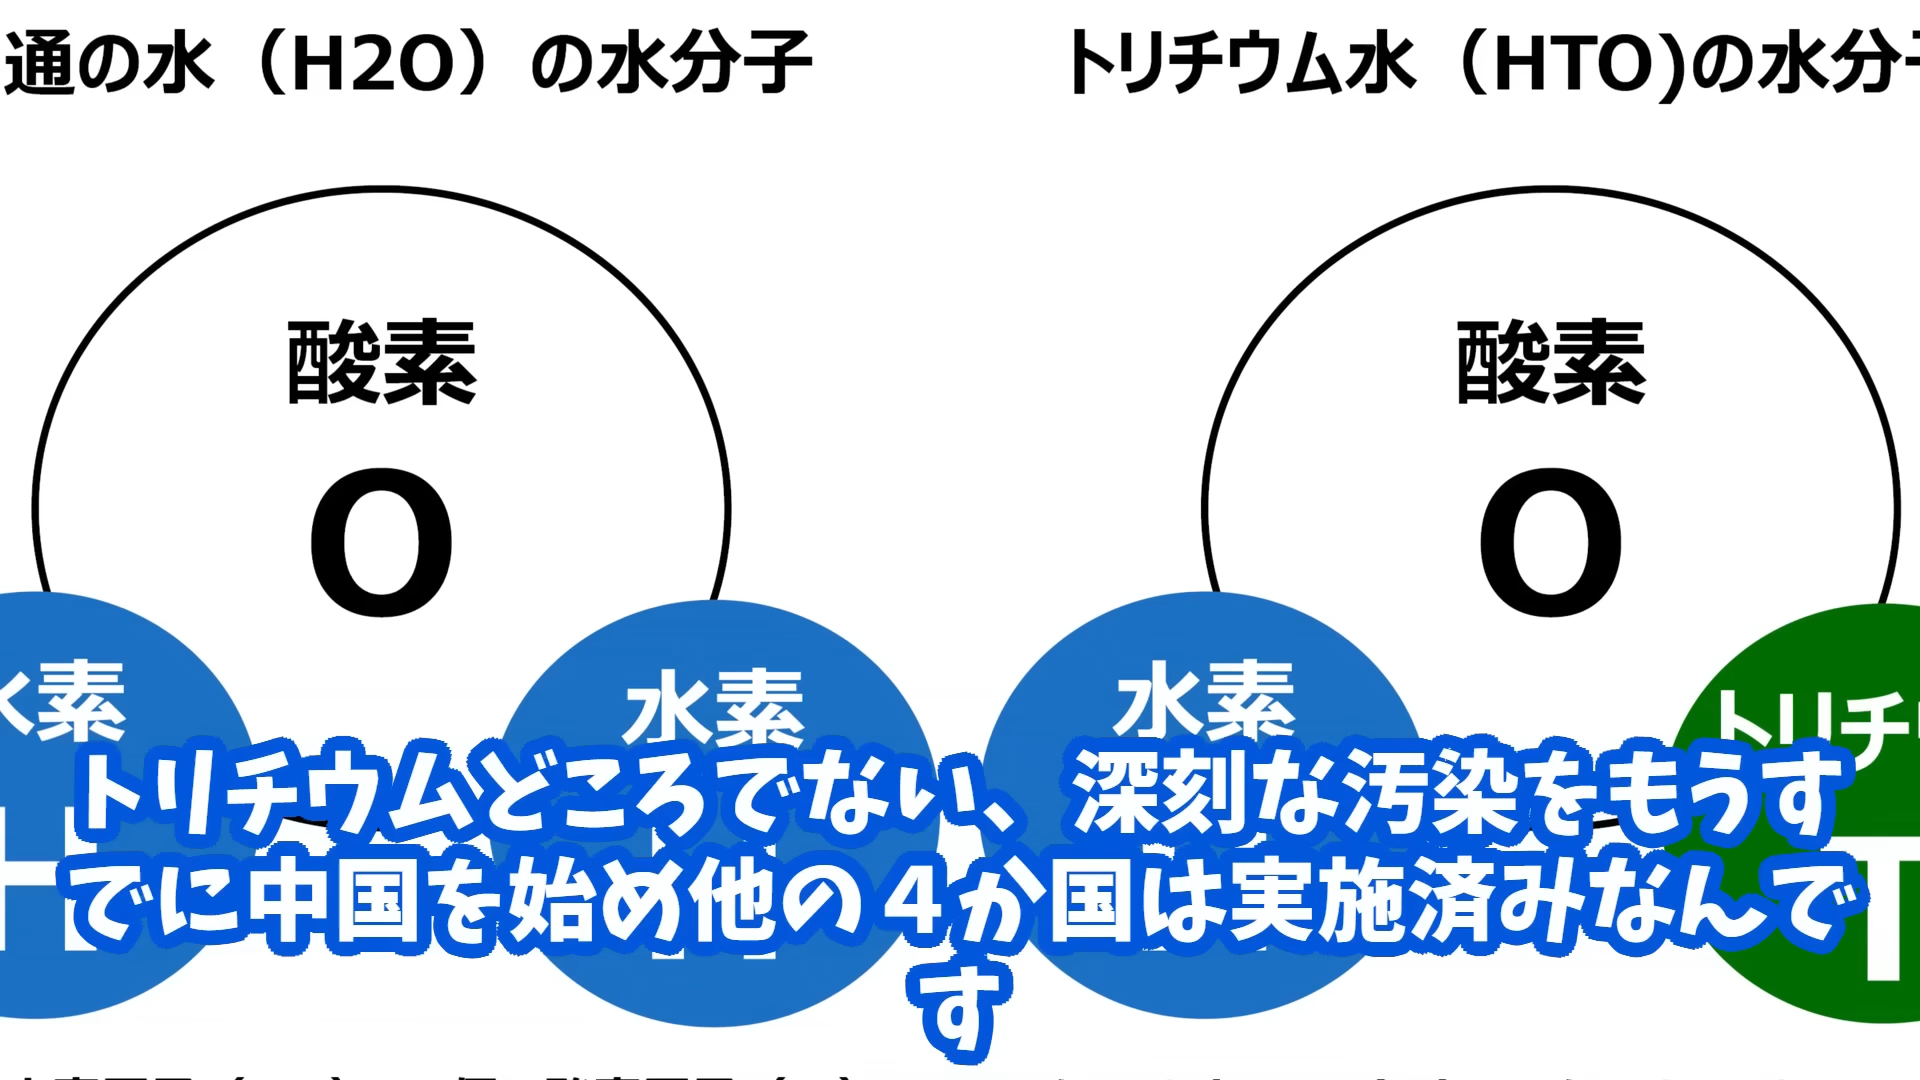 通の水（H2O）の水分子
トリチウム水（HTO)の水分子
酸素
O
酸素
O
水素
水素
水素
トリチ
H
H
T
トリチウムどころでない、深刻な汚染をもうす
でに中国を始め他の４か国は実施済みなんで
す